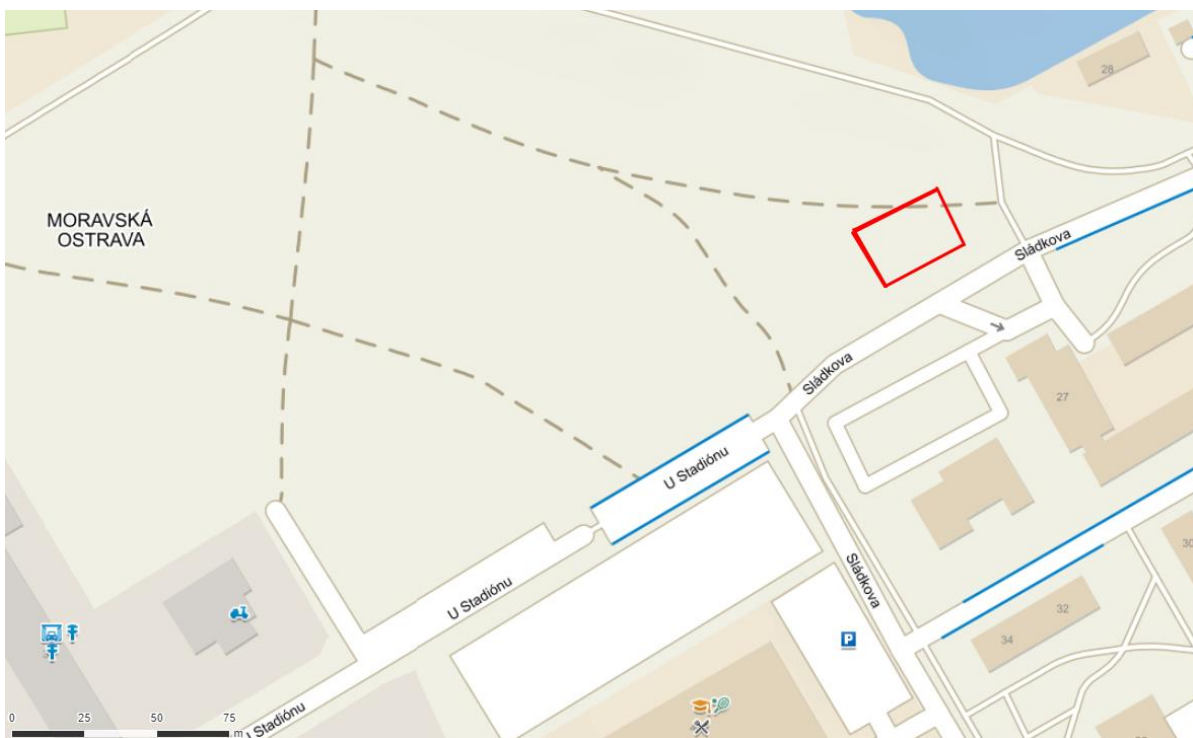 28
MORAVSKÁ
OSTRAVA
Sládkova
Sládkova
27
U Stadiónu
30
Sládkova
U Stadiónu
32
34
P
0 25 50 75
m
U Stadiónu